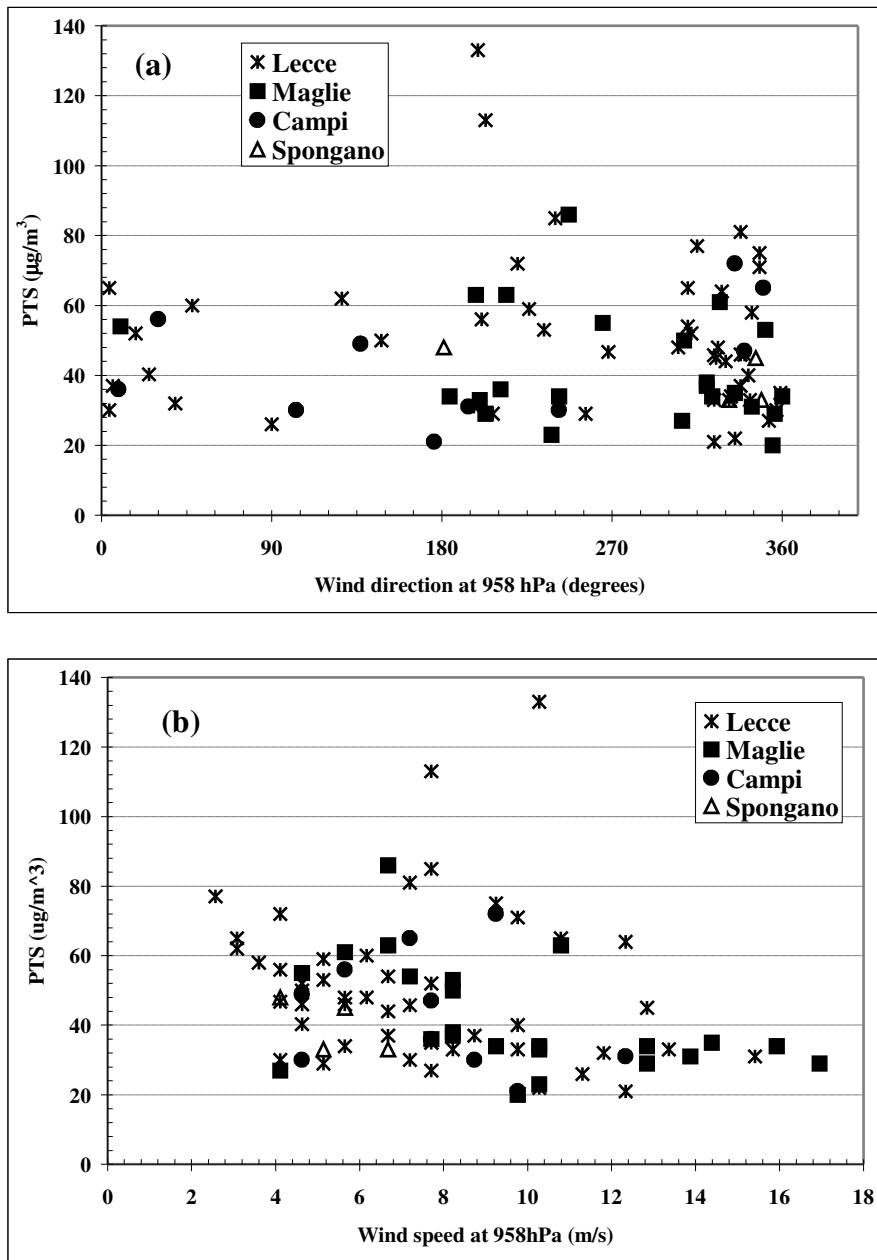 (a)
Lecce
Maglie
Campi
Spongano
140
120
100
80
60
40
20
0
PTS (μg/m³)
0 90 180 270 360
Wind direction at 958 hPa (degrees)
(b)
Lecce
Maglie
Campi
Spongano
140
120
100
80
60
40
20
0
PTS (ug/m^3)
0 2 4 6 8 10 12 14 16 18
Wind speed at 958hPa (m/s)